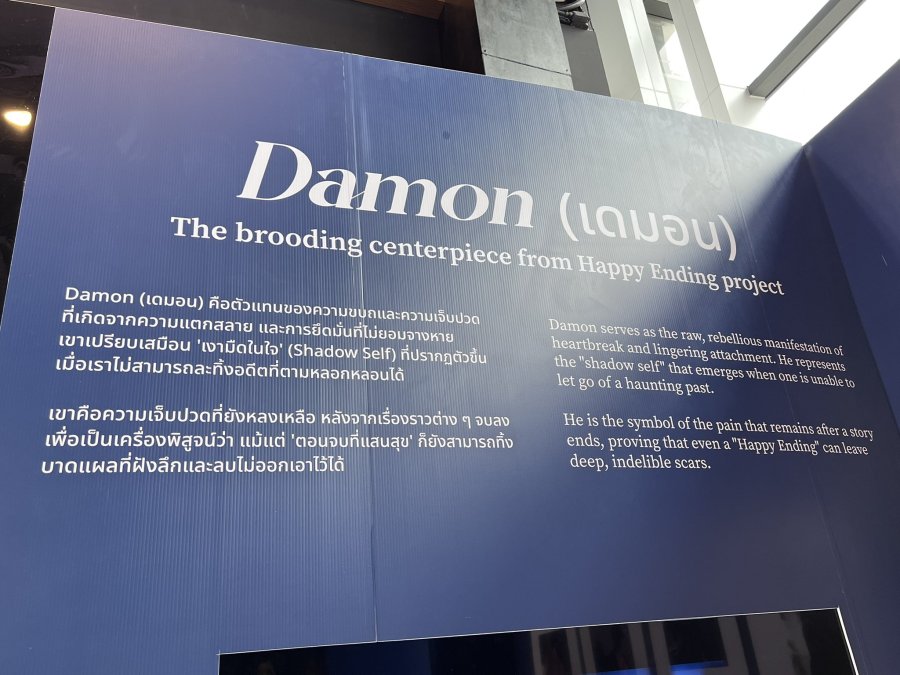 Damon (เดมอน)
The brooding centerpiece from Happy Ending project
Damon (เดมอน) คือตัวแทนของความขบถและความเจ็บปวด
ที่เกิดจากความแตกสลาย และการยึดมั่นที่ไม่ยอมจางหาย
เขาเปรียบเสมือน 'เงามืดในใจ' (Shadow Self) ที่ปรากฏตัวขึ้น
เมื่อเราไม่สามารถละทิ้งอดีตที่ตามหลอกหลอนได้
เขาคือความเจ็บปวดที่ยังหลงเหลือ หลังจากเรื่องราวต่าง ๆ จบลง
เพื่อเป็นเครื่องพิสูจน์ว่า แม้แต่ 'ตอนจบที่แสนสุข' ก็ยังสามารถทิ้ง
บาดแผลที่ฝังลึกและลบไม่ออกเอาไว้ได้
Damon serves as the raw, rebellious manifestation of
heartbreak and lingering attachment. He represents
the "shadow self" that emerges when one is unable to
let go of a haunting past.
He is the symbol of the pain that remains after a story
ends, proving that even a "Happy Ending" can leave
deep, indelible scars.